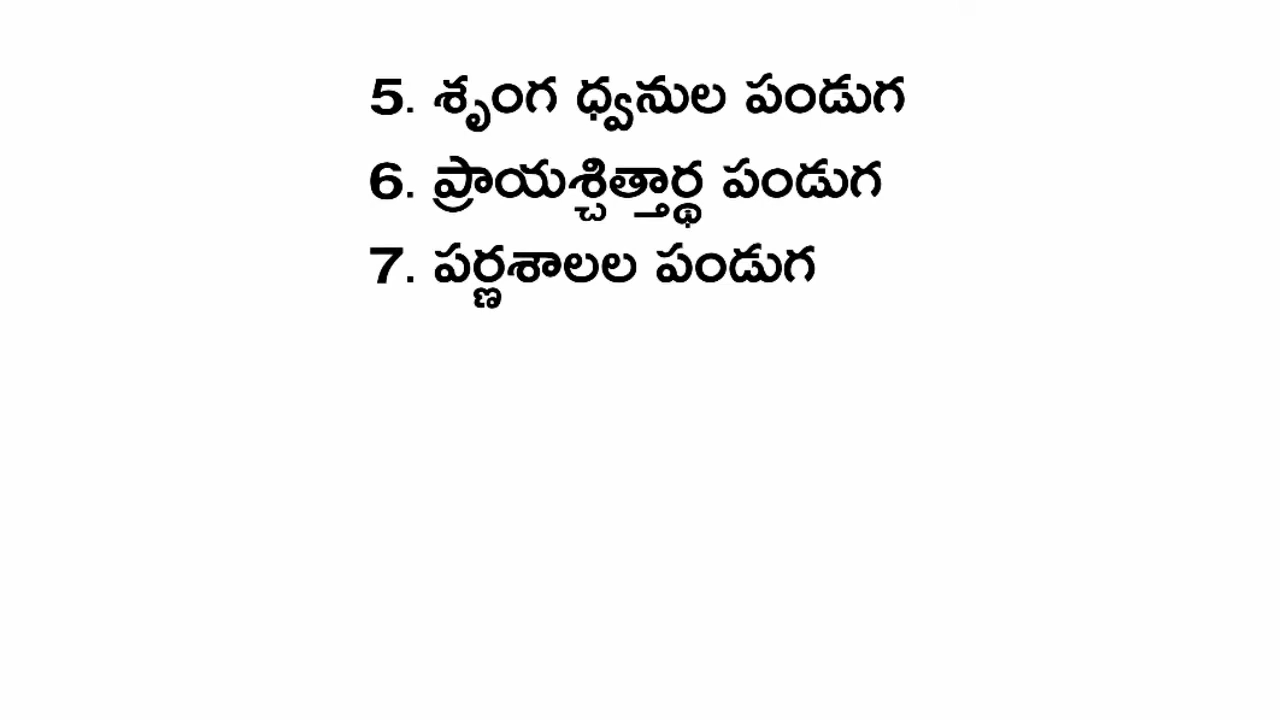 5. శృంగ ధ్వనుల పండుగ
6. ప్రాయశ్చిత్తార్థ పండుగ
7. పర్ణశాలల పండుగ